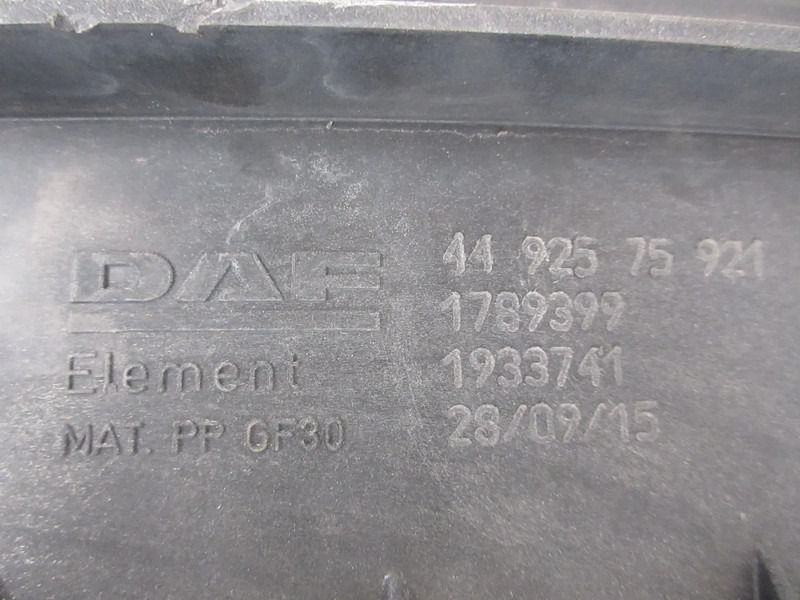 DAF
Element
MAT. PP GF30
44 925 75 921
1789399
1933741
28/09/15